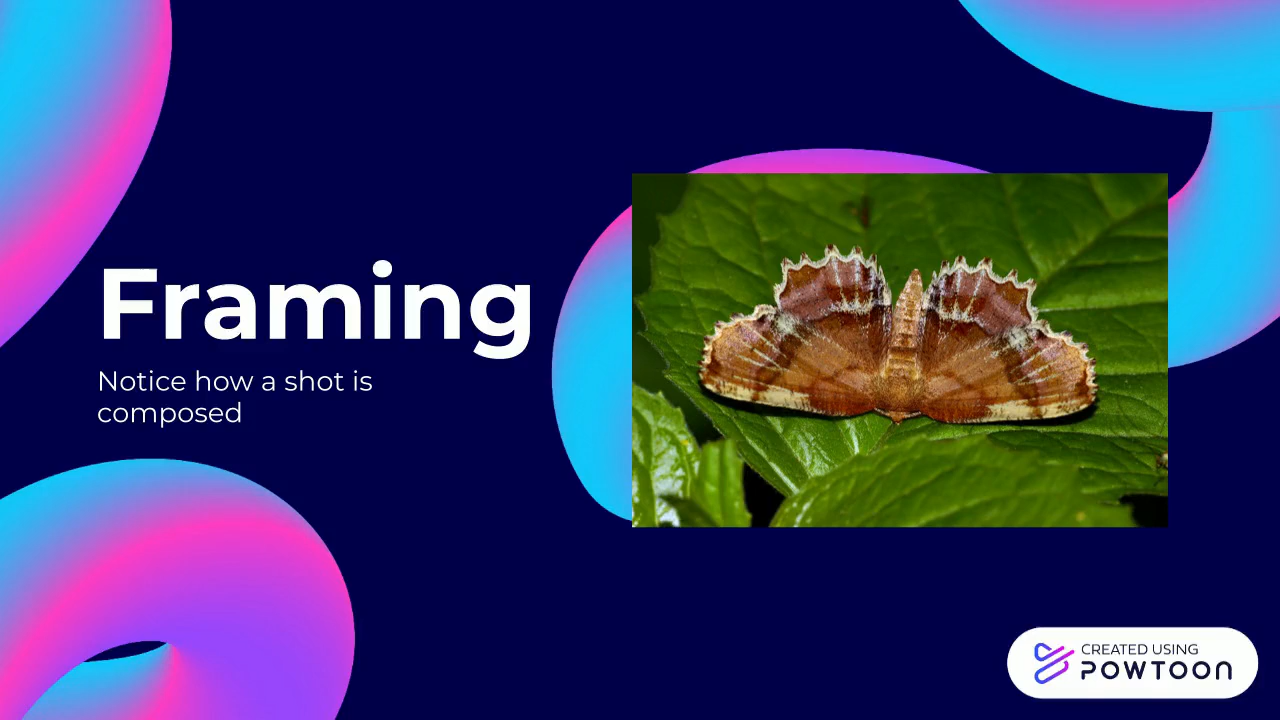 Framing
Notice how a shot is
composed
CREATED USING
POWTOON